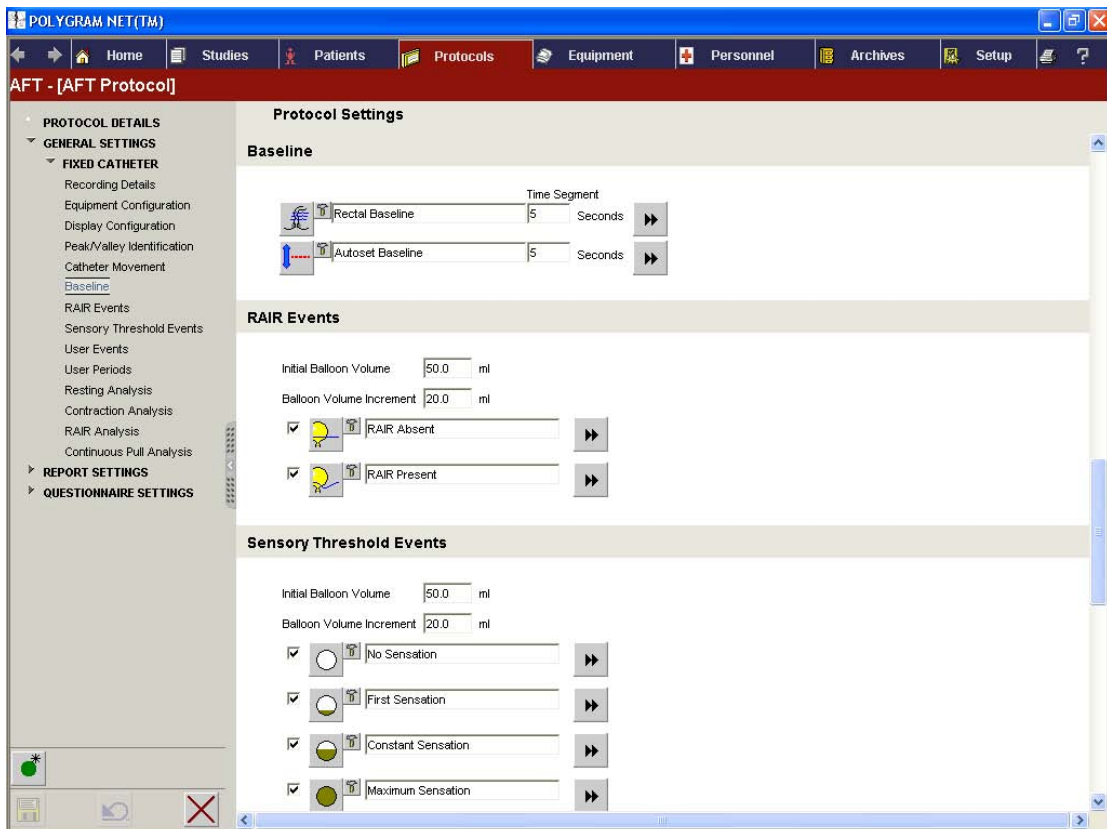 POLYGRAM NET(TM)
Home Studies Patients Protocols Equipment Personnel Archives Setup ?
AFT - [AFT Protocol]
PROTOCOL DETAILS
GENERAL SETTINGS
FIXED CATHETER
Recording Details
Equipment Configuration
Display Configuration
Peak/Valley Identification
Catheter Movement
Baseline
RAIR Events
Sensory Threshold Events
User Events
User Periods
Resting Analysis
Contraction Analysis
RAIR Analysis
Continuous Pull Analysis
REPORT SETTINGS
QUESTIONNAIRE SETTINGS
Protocol Settings
Baseline
Time Segment
Rectal Baseline 5 Seconds
Autoset Baseline 5 Seconds
RAIR Events
Initial Balloon Volume 50.0 ml
Balloon Volume Increment 20.0 ml
RAIR Absent
RAIR Present
Sensory Threshold Events
Initial Balloon Volume 50.0 ml
Balloon Volume Increment 20.0 ml
No Sensation
First Sensation
Constant Sensation
Maximum Sensation